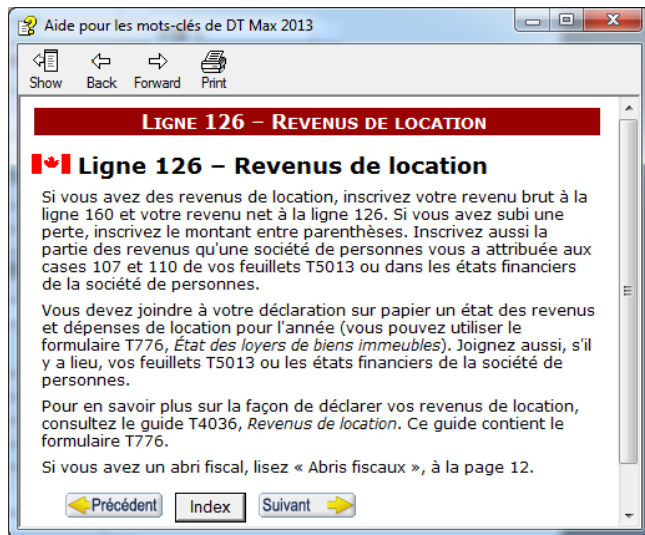 Aide pour les mots-clés de DT Max 2013
Show Back Forward Print
LIGNE 126 – REVENUS DE LOCATION
Ligne 126 – Revenus de location
Si vous avez des revenus de location, inscrivez votre revenu brut à la
ligne 160 et votre revenu net à la ligne 126. Si vous avez subi une
perte, inscrivez le montant entre parenthèses. Inscrivez aussi la
partie des revenus qu'une société de personnes vous a attribuée aux
cases 107 et 110 de vos feuillets T5013 ou dans les états financiers
de la société de personnes.
Vous devez joindre à votre déclaration sur papier un état des revenus
et dépenses de location pour l'année (vous pouvez utiliser le
formulaire T776, État des loyers de biens immeubles). Joignez aussi, s'il
y a lieu, vos feuillets T5013 ou les états financiers de la société de
personnes.
Pour en savoir plus sur la façon de déclarer vos revenus de location,
consultez le guide T4036, Revenus de location. Ce guide contient le
formulaire T776.
Si vous avez un abri fiscal, lisez « Abris fiscaux », à la page 12.
Précédent Index Suivant